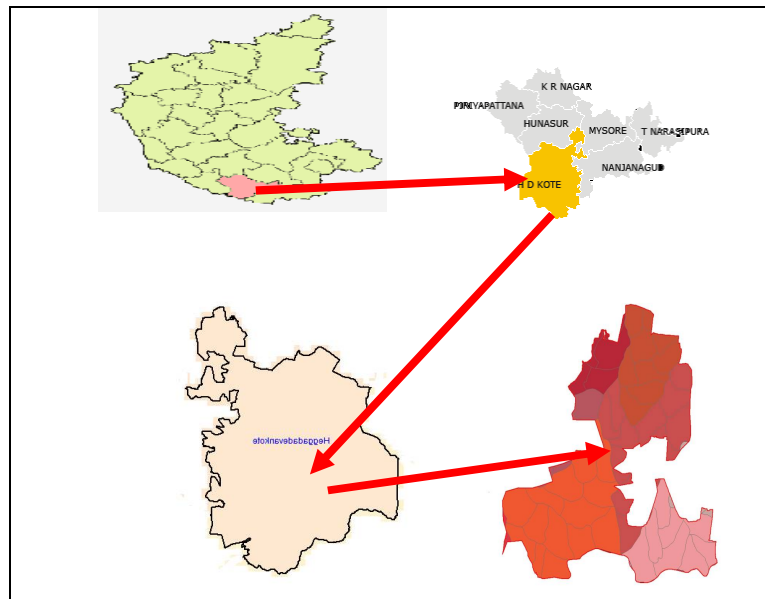 K R NAGAR
HUNASUR
MYSORE
T NARASIPURA
NANJANAGUD
H D KOTE
Heggadadevankote